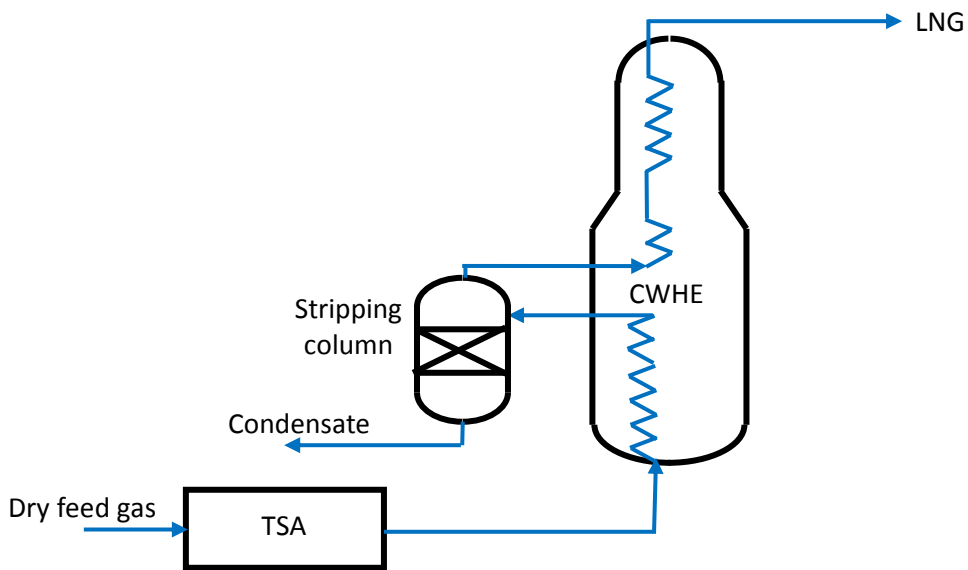 LNG
CWHE
Stripping
column
Condensate
Dry feed gas
TSA